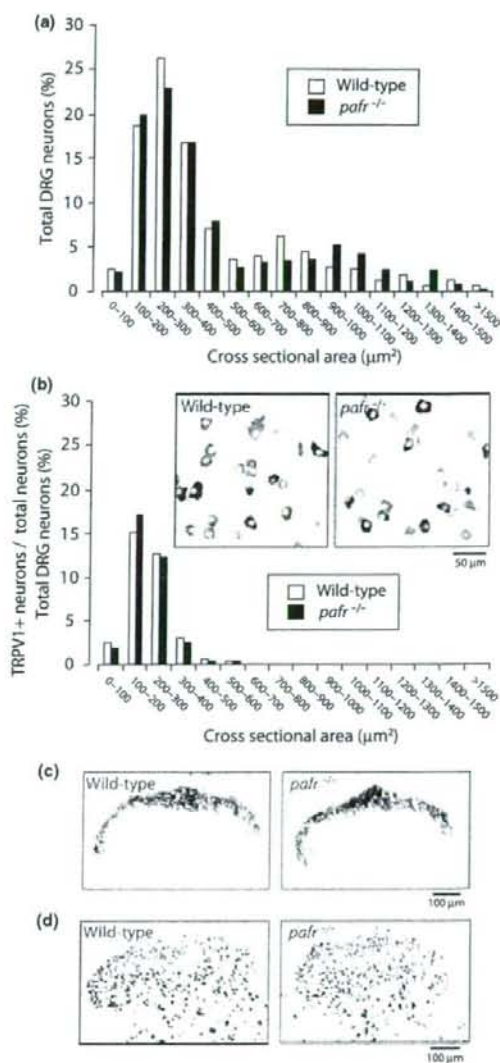 (a)
Total DRG neurons (%)
30
25
20
15
10
5
0
Wild-type
pafr -/-
0–100
100–200
200–300
300–400
400–500
500–600
600–700
700–800
800–900
900–1000
1000–1100
1100–1200
1200–1300
1300–1400
1400–1500
>1500
Cross sectional area (µm²)
(b)
TRPV1+ neurons / total neurons (%)
Total DRG neurons (%)
30
25
20
15
10
5
0
Wild-type
pafr -/-
50 µm
Wild-type
pafr -/-
0–100
100–200
200–300
300–400
400–500
500–600
600–700
700–800
800–900
900–1000
1000–1100
1100–1200
1200–1300
1300–1400
1400–1500
>1500
Cross sectional area (µm²)
(c)
Wild-type
pafr -/-
100 µm
(d)
Wild-type
pafr -/-
100 µm